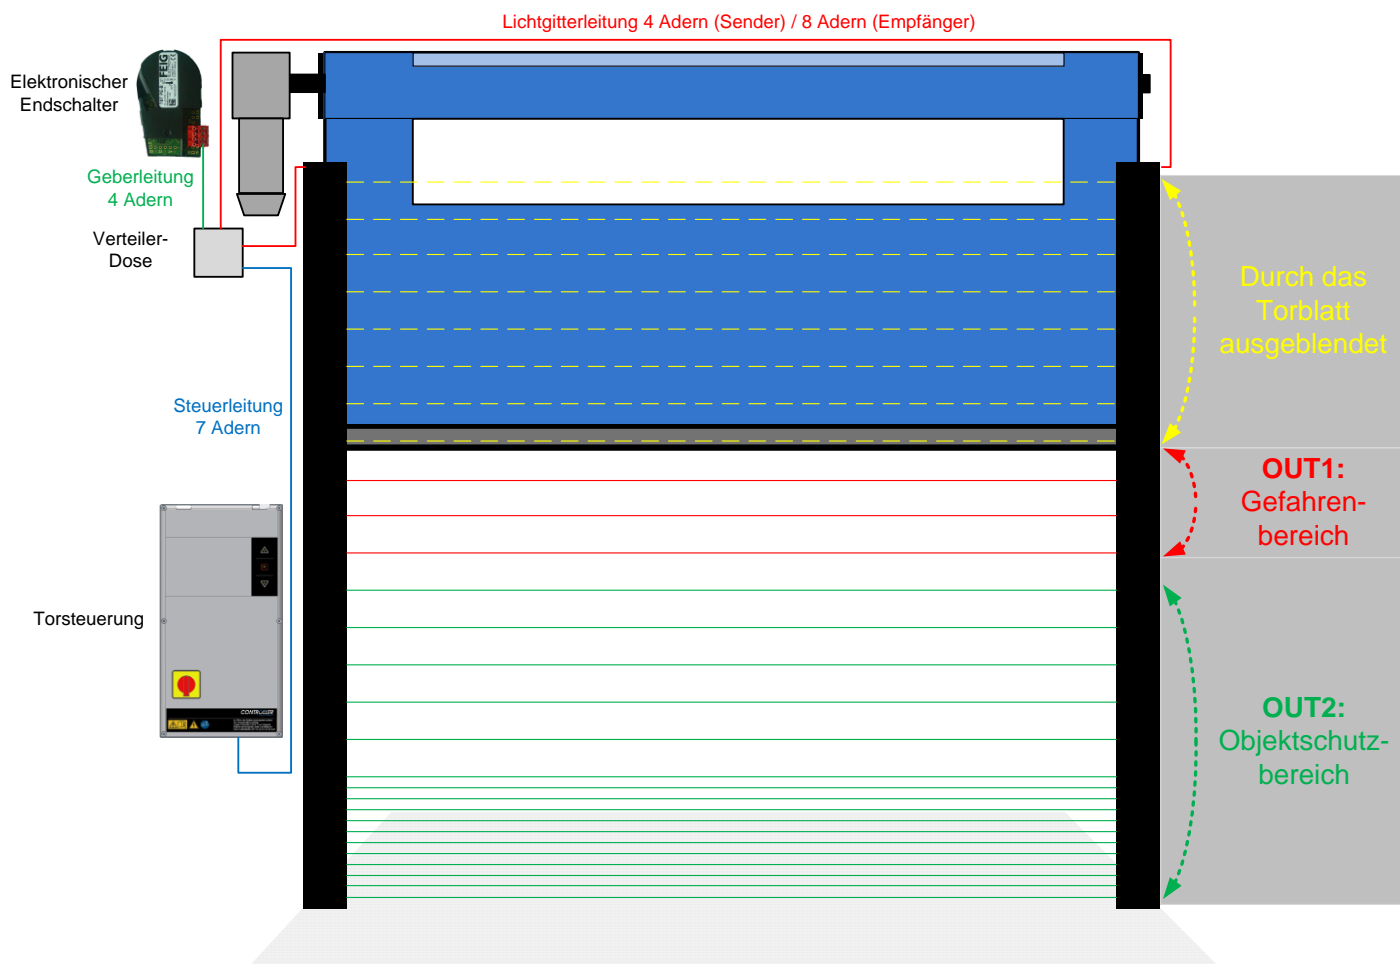 Lichtgitterleitung 4 Adern (Sender) / 8 Adern (Empfänger)
Elektronischer
Endschalter
FEIG
Geberleitung
4 Adern
Verteiler-
Dose
Durch das
Torblatt
ausgeblendet
Steuerleitung
7 Adern
OUT1:
Gefahren-
bereich
Torsteuerung
OUT2:
Objektschutz-
bereich